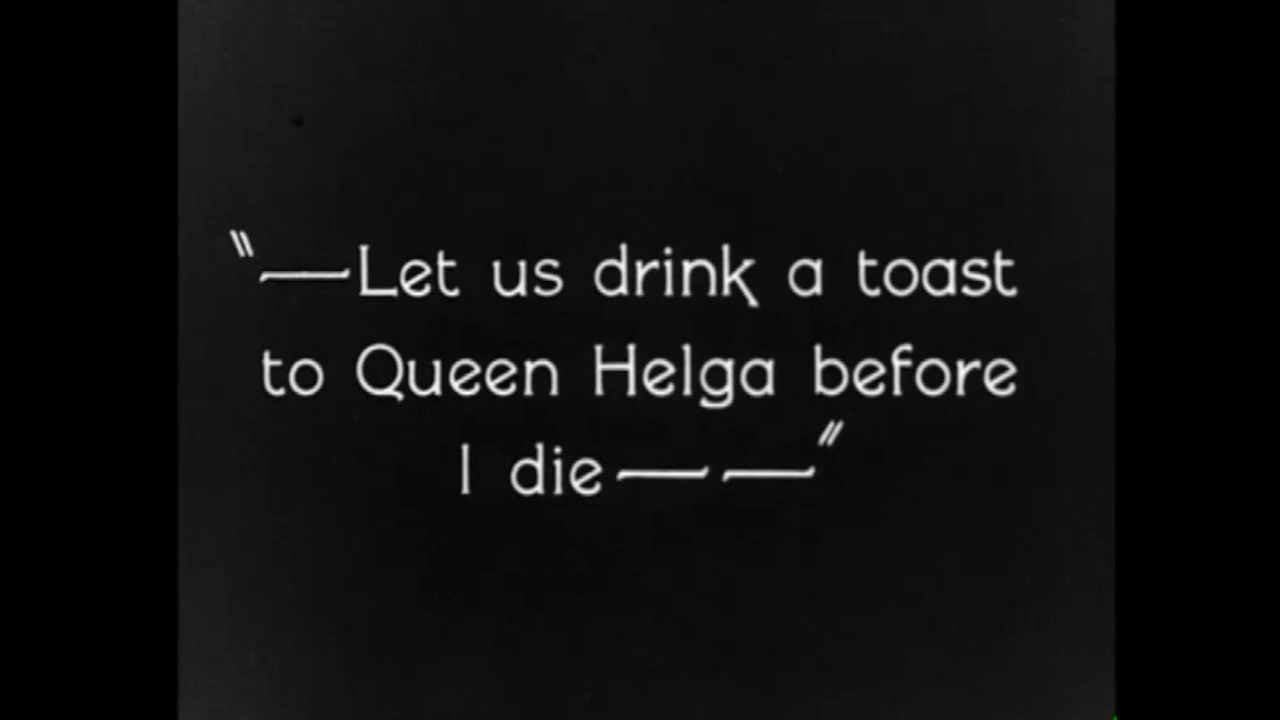 "—Let us drink a toast
to Queen Helga before
I die— —"